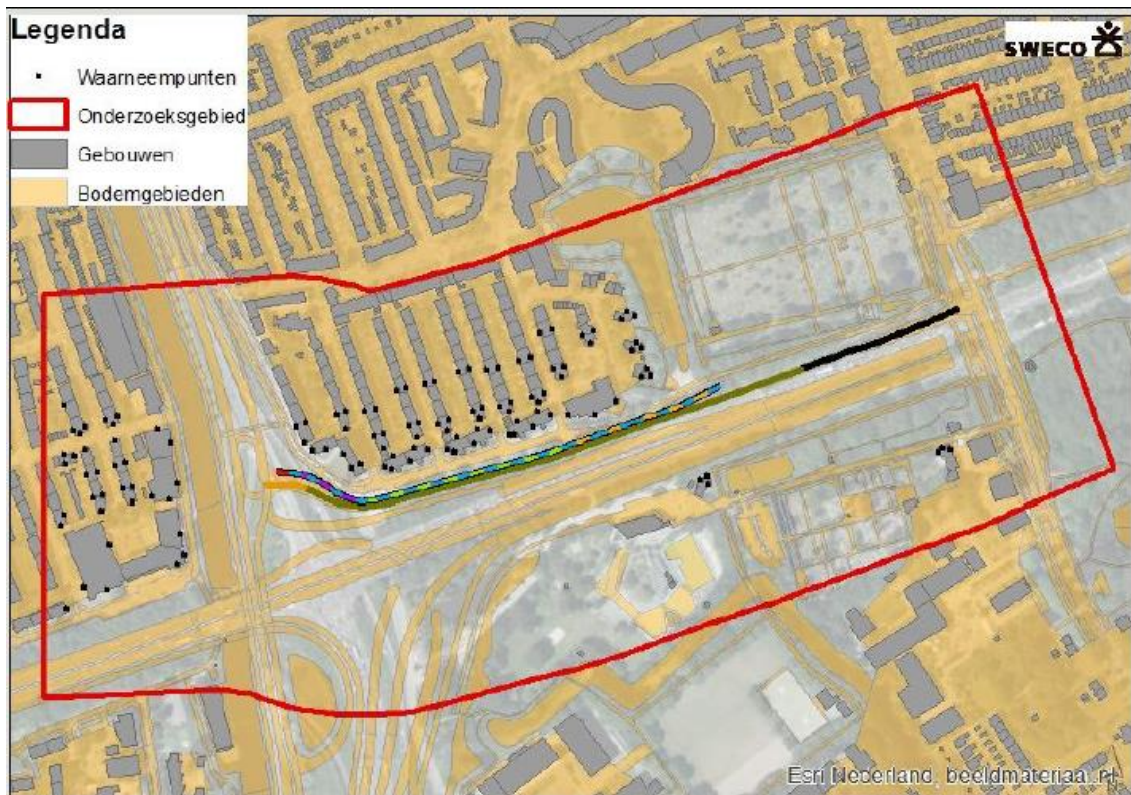 Legenda
Waarneempunten
Onderzoeksgebied
Gebouwen
Bodemgebieden
SWECO
Esri Nederland, beeldmateriaal.nl